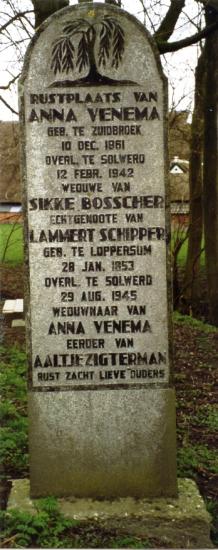 RUSTPLAATS VAN
ANNA VENEMA
GEB. TE ZUIDBROEK
10 DEC. 1861
OVERL. TE SOLWERD
12 FEBR. 1942
WEDUWE VAN
SIKKE BOSSCHER
ECHTGENOOTE VAN
LAMMERT SCHIPPER
GEB. TE LOPPERSUM
28 JAN. 1853
OVERL. TE SOLWERD
29 AUG. 1945
WEDUWNAAR VAN
ANNA VENEMA
EERDER VAN
AALTJE ZIGTERMAN
RUST ZACHT LIEVE OUDERS